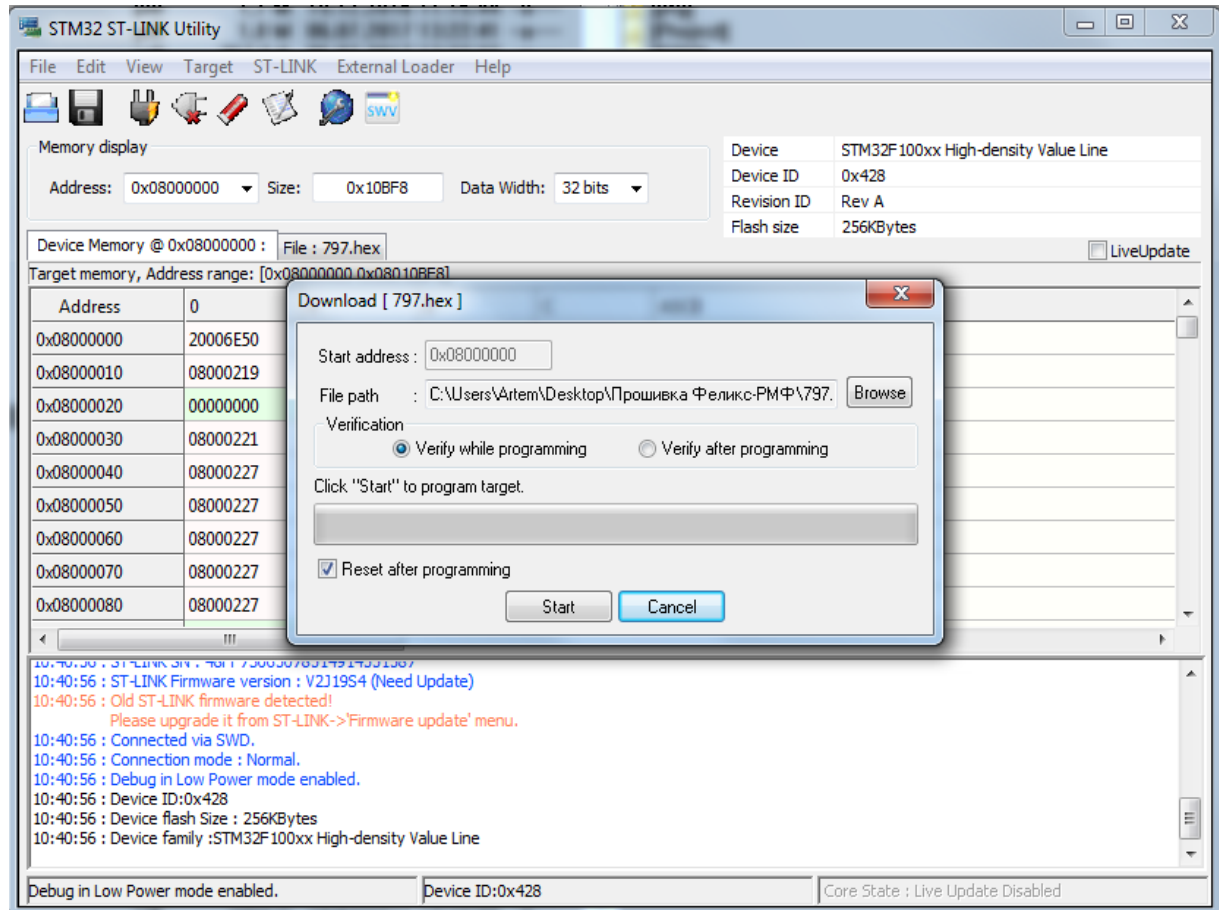 STM32 ST-LINK Utility
File Edit View Target ST-LINK External Loader Help
SWV
Memory display
Address: 0x08000000 Size: 0x10BF8 Data Width: 32 bits
Device STM32F100xx High-density Value Line
Device ID 0x428
Revision ID Rev A
Flash size 256KBytes
Device Memory @ 0x08000000 : File : 797.hex LiveUpdate
Target memory, Address range: [0x08000000 0x08010BF8]
Address 0
0x08000000 20006E50
0x08000010 08000219
0x08000020 00000000
0x08000030 08000221
0x08000040 08000227
0x08000050 08000227
0x08000060 08000227
0x08000070 08000227
0x08000080 08000227
Download [ 797.hex ]
Start address : 0x08000000
File path : C:\Users\Artem\Desktop\Прошивка Феликс-РМФ\797. Browse
Verification
Verify while programming Verify after programming
Click "Start" to program target.
Reset after programming
Start Cancel
10:40:56 : ST-LINK Firmware version : V2J19S4 (Need Update)
10:40:56 : Old ST-LINK firmware detected!
Please upgrade it from ST-LINK->'Firmware update' menu.
10:40:56 : Connected via SWD.
10:40:56 : Connection mode : Normal.
10:40:56 : Debug in Low Power mode enabled.
10:40:56 : Device ID:0x428
10:40:56 : Device flash Size : 256KBytes
10:40:56 : Device family :STM32F100xx High-density Value Line
Debug in Low Power mode enabled. Device ID:0x428 Core State : Live Update Disabled